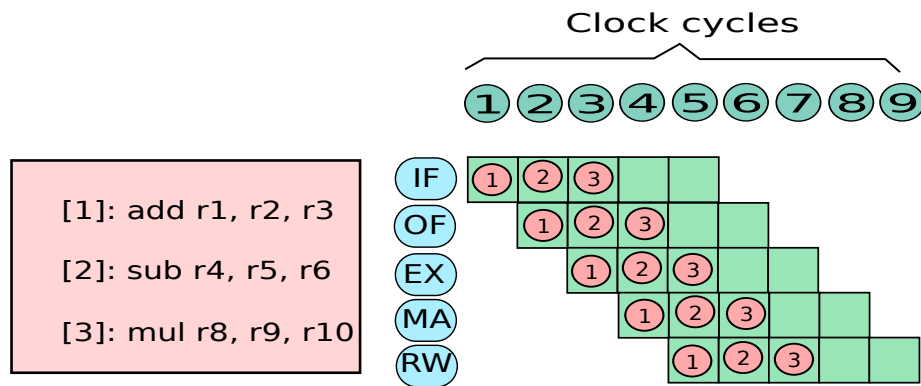 Clock cycles
1 2 3 4 5 6 7 8 9
[1]: add r1, r2, r3
[2]: sub r4, r5, r6
[3]: mul r8, r9, r10
IF 1 2 3
OF 1 2 3
EX 1 2 3
MA 1 2 3
RW 1 2 3